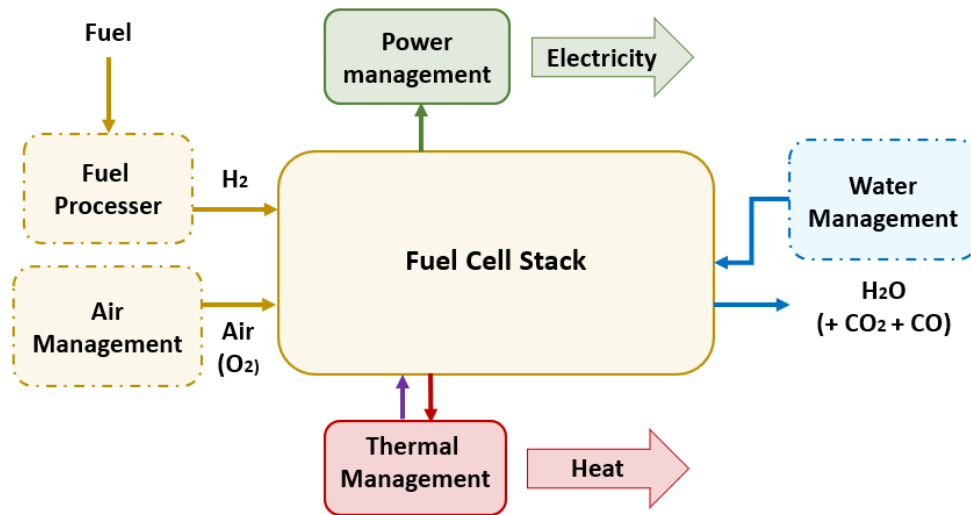 Fuel
Power
management
Electricity
Fuel
Processer
H2
Water
Management
Fuel Cell Stack
Air
Management
Air
(O2)
H2O
(+ CO2 + CO)
Thermal
Management
Heat